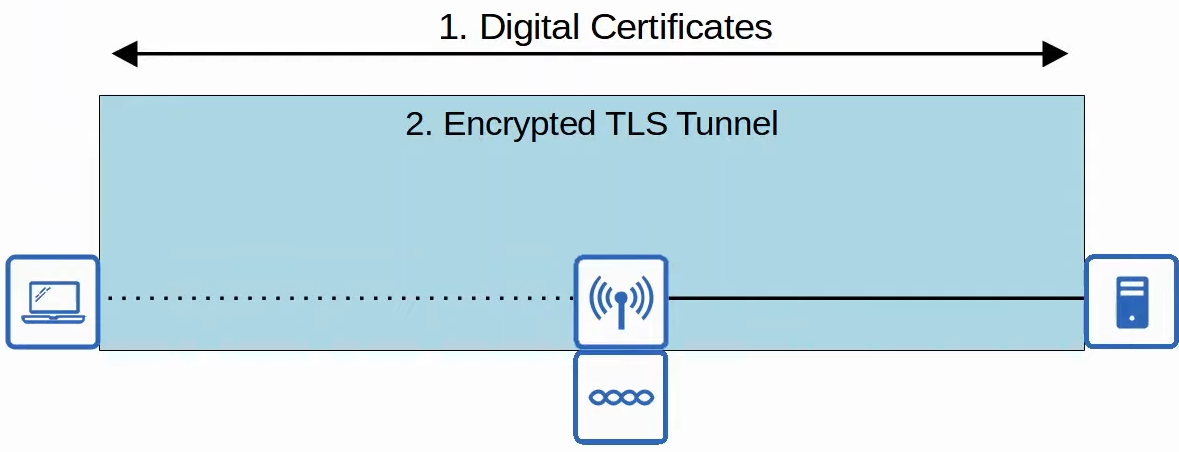 1. Digital Certificates
2. Encrypted TLS Tunnel